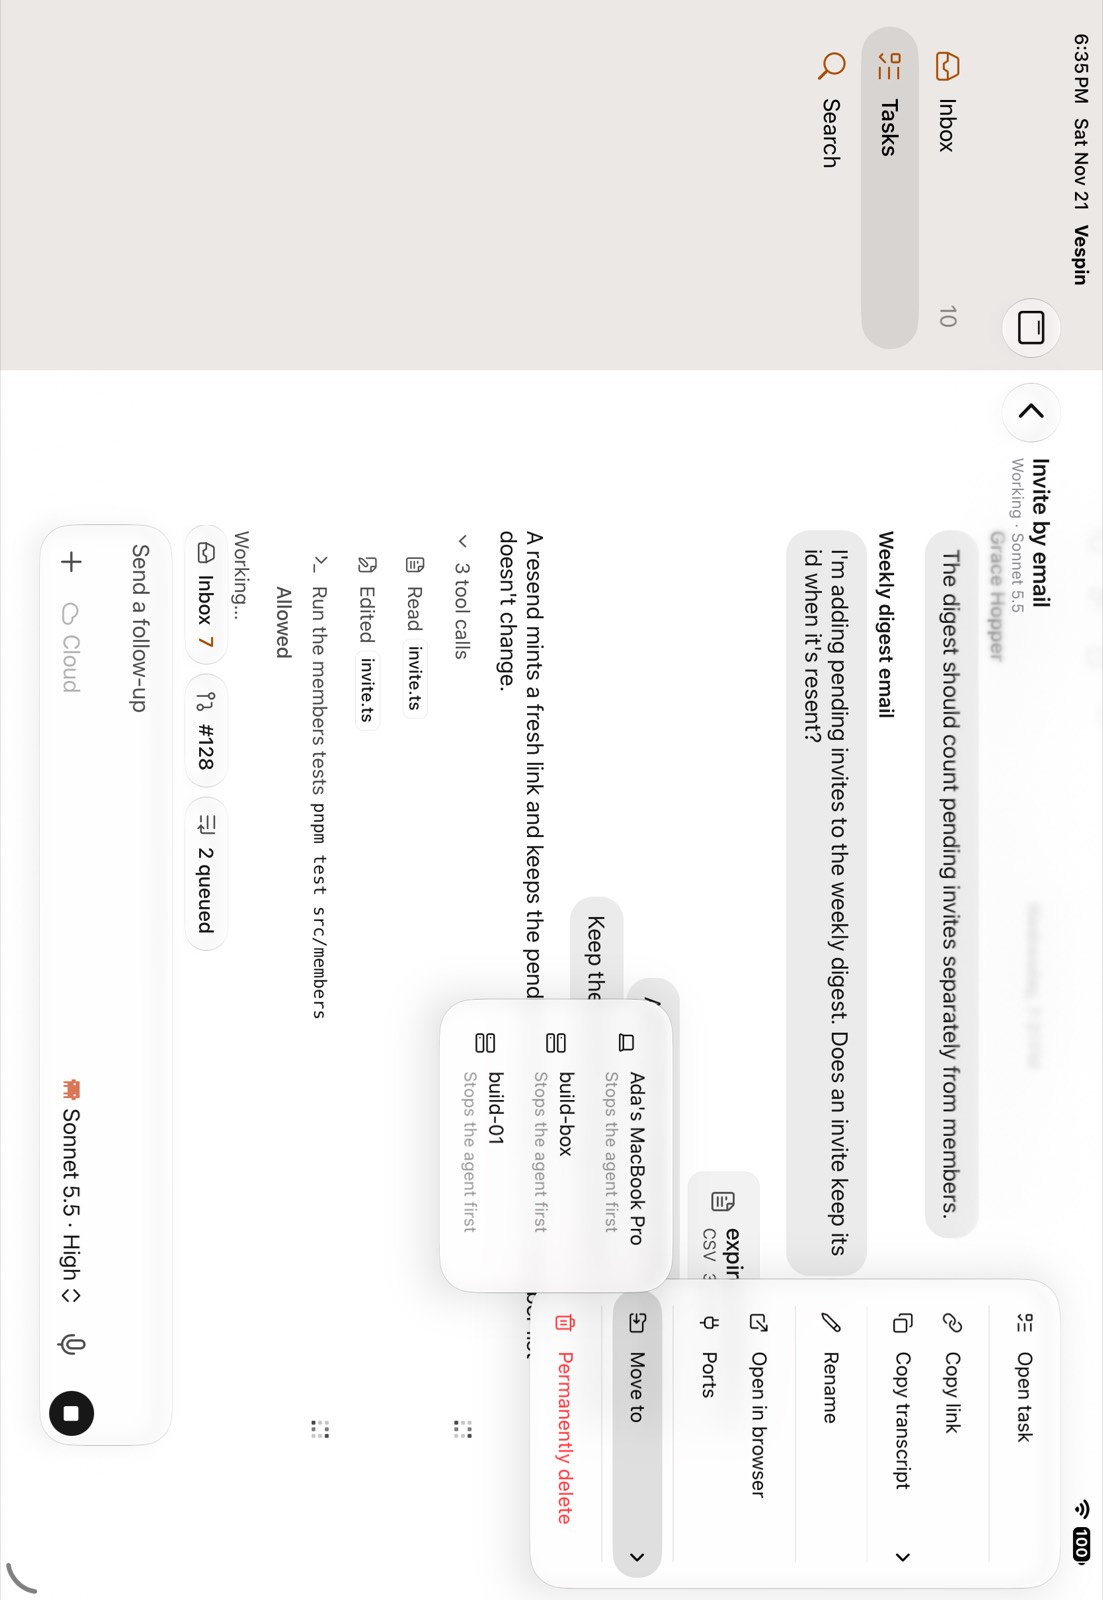 6:35 PM Sat Nov 21 Vespin
100
Inbox 10
Tasks
Search
Invite by email
Working · Sonnet 5.5
Wednesday, 7:31 PM
Grace Hopper
The digest should count pending invites separately from members.
Weekly digest email
I'm adding pending invites to the weekly digest. Does an invite keep its
id when it's resent?
CSV
Keep the
A resend mints a fresh link and keeps the
doesn't change.
3 tool calls
Read invite.ts
Edited invite.ts
Run the members tests pnpm test src/members
Allowed
Working...
Inbox 7
#128
2 queued
Send a follow-up
Cloud
Sonnet 5.5 · High
Open task
Copy link
Copy transcript
Rename
Open in browser
Ports
Move to
Permanently delete
Ada's MacBook Pro
Stops the agent first
build-box
Stops the agent first
build-01
Stops the agent first